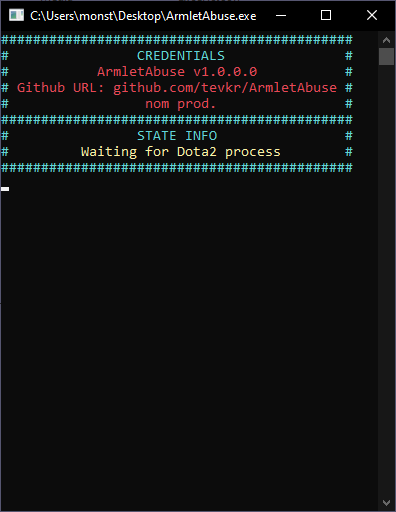 C:\Users\monst\Desktop\ArmletAbuse.exe
############################################
# CREDENTIALS #
# ArmletAbuse v1.0.0.0 #
# Github URL: github.com/tevkr/ArmletAbuse #
# nom prod. #
############################################
# STATE INFO #
# Waiting for Dota2 process #
############################################